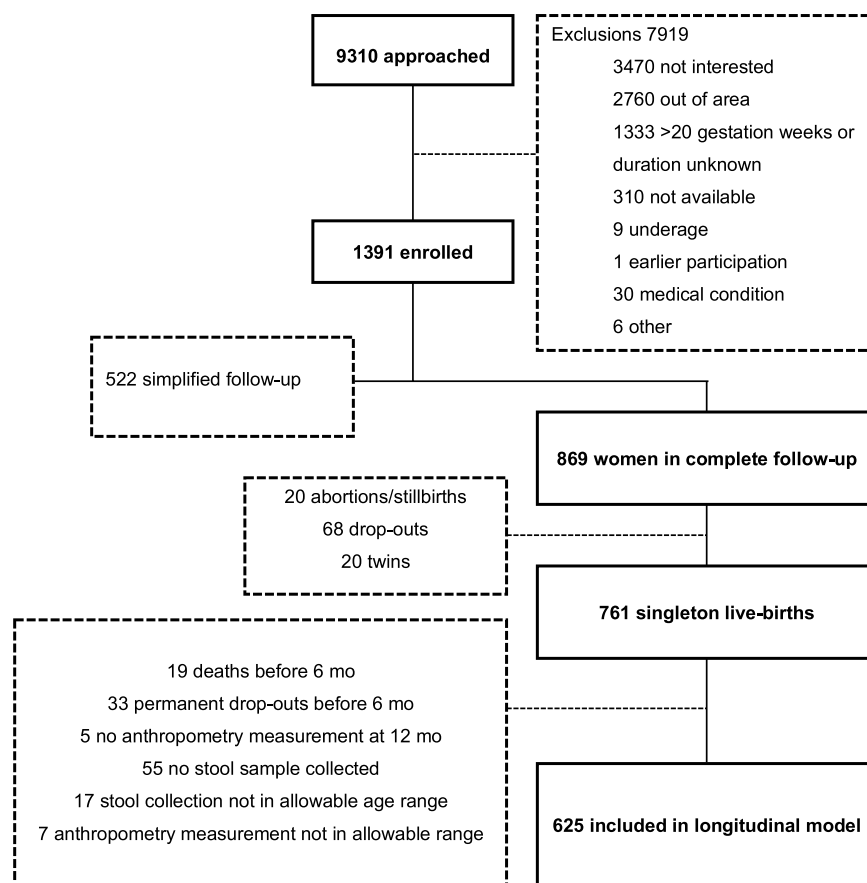 9310 approached
Exclusions 7919
3470 not interested
2760 out of area
1333 >20 gestation weeks or
duration unknown
310 not available
9 underage
1 earlier participation
30 medical condition
6 other
1391 enrolled
522 simplified follow-up
869 women in complete follow-up
20 abortions/stillbirths
68 drop-outs
20 twins
761 singleton live-births
19 deaths before 6 mo
33 permanent drop-outs before 6 mo
5 no anthropometry measurement at 12 mo
55 no stool sample collected
17 stool collection not in allowable age range
7 anthropometry measurement not in allowable range
625 included in longitudinal model